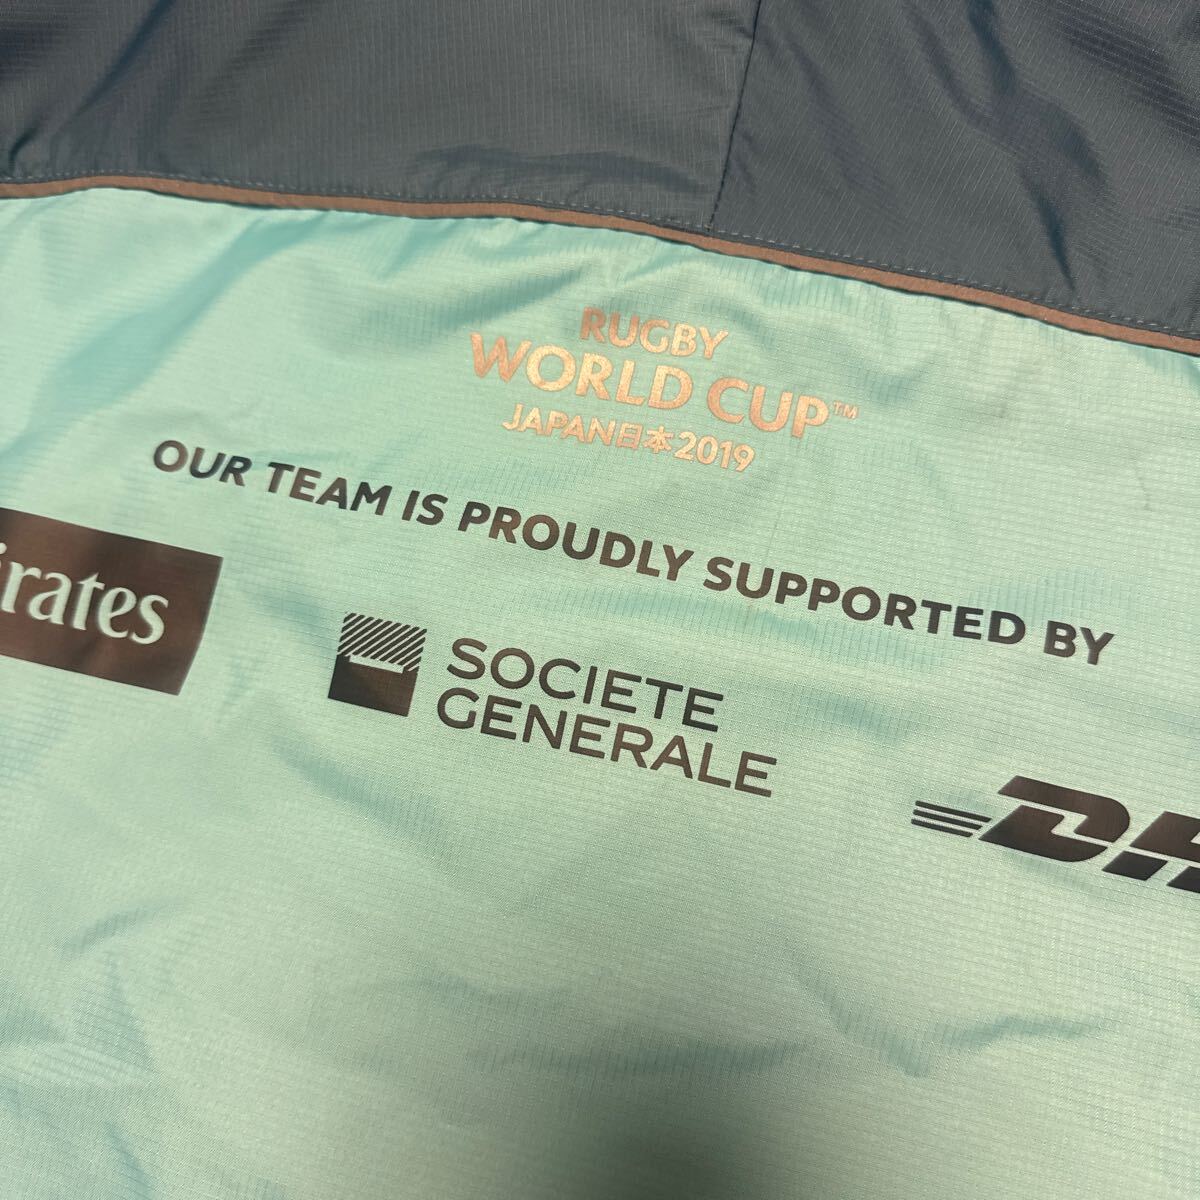 RUGBY
WORLD CUP™
JAPAN日本2019
OUR TEAM IS PROUDLY SUPPORTED BY
irates
SOCIETE
GENERALE
DH